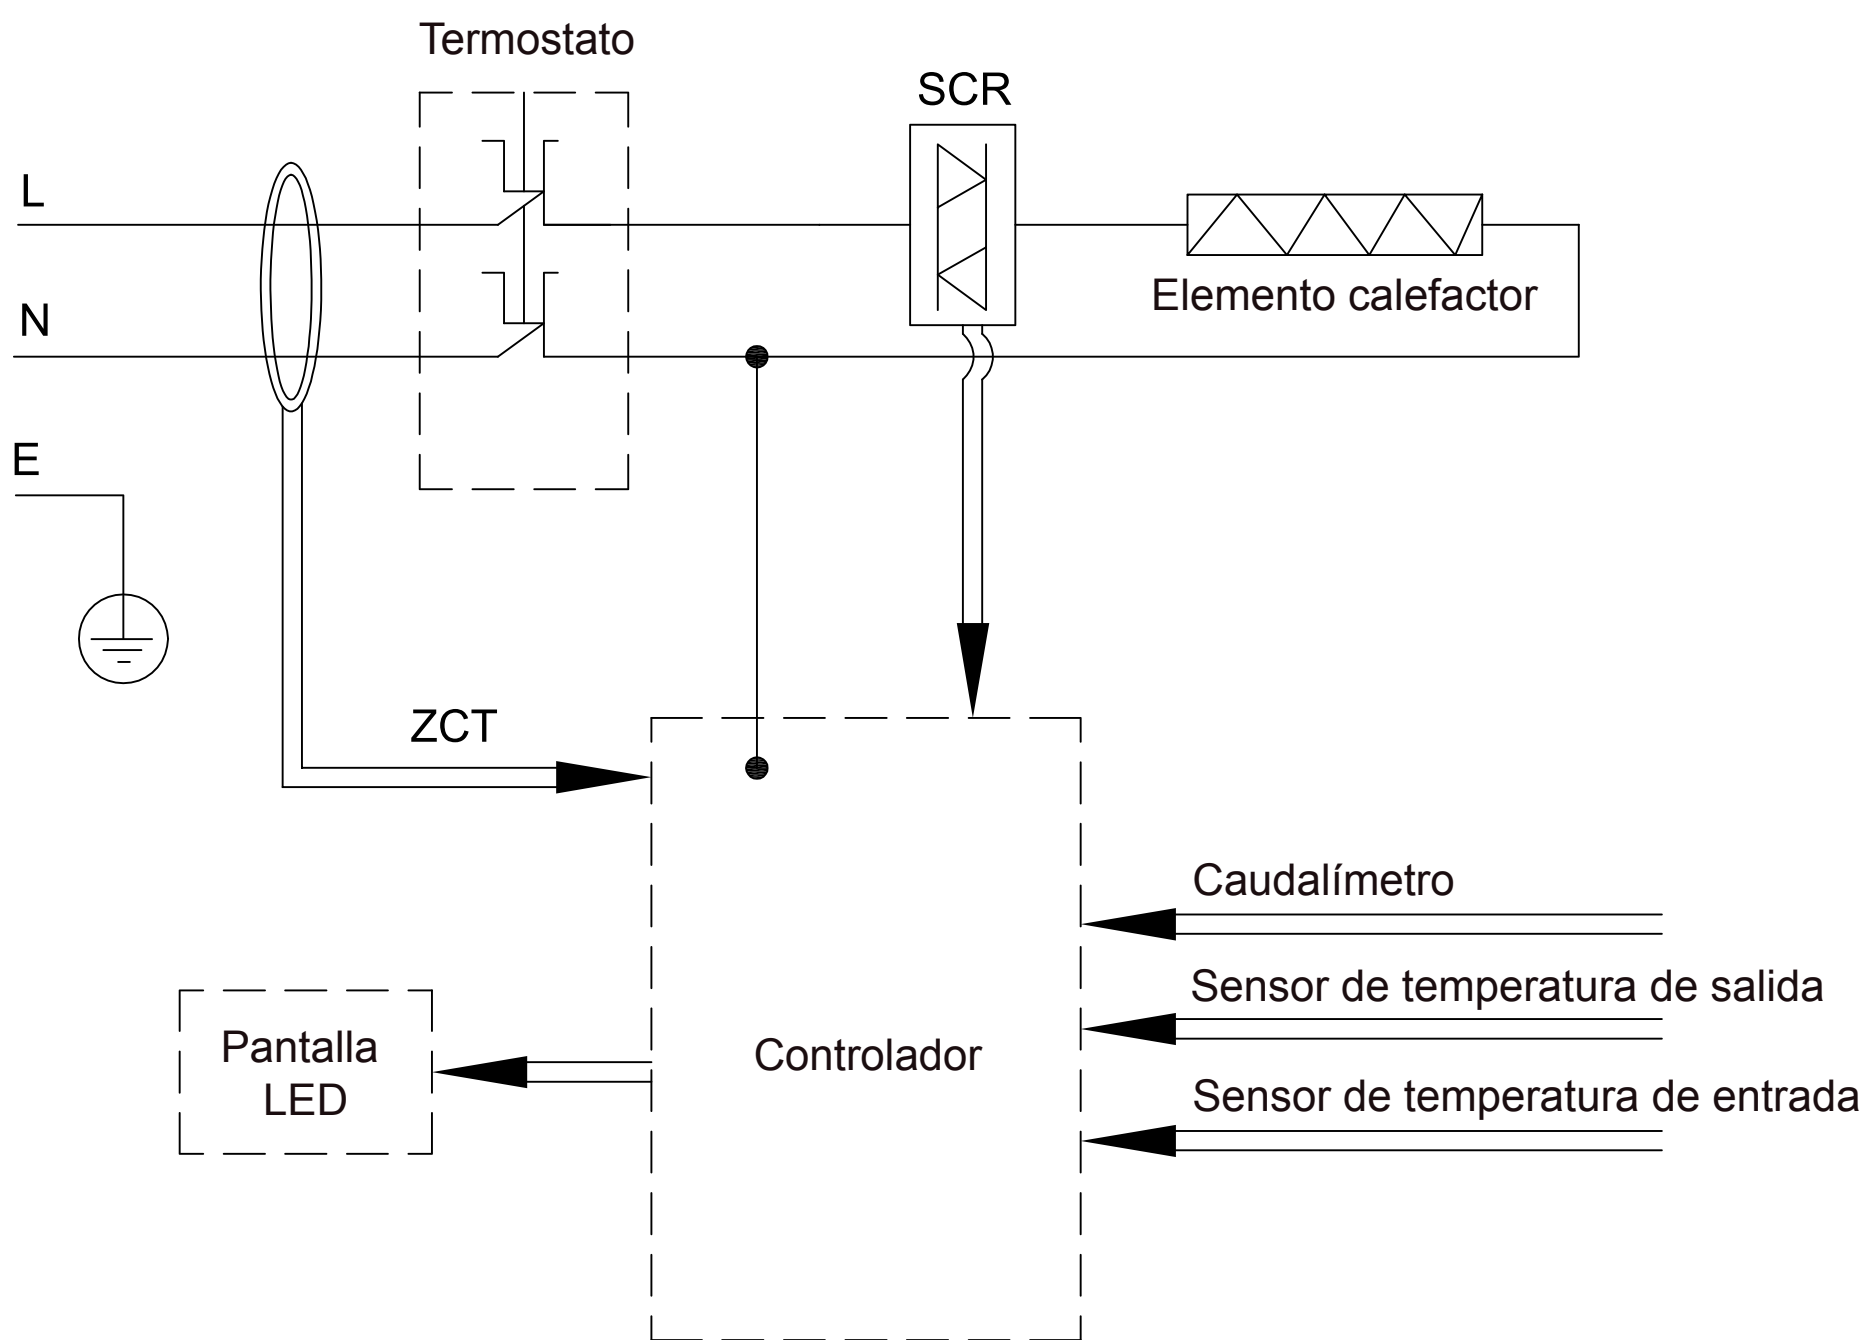 Termostato
SCR
L
Elemento calefactor
N
E
ZCT
Caudalímetro
Sensor de temperatura de salida
Pantalla
LED
Controlador
Sensor de temperatura de entrada